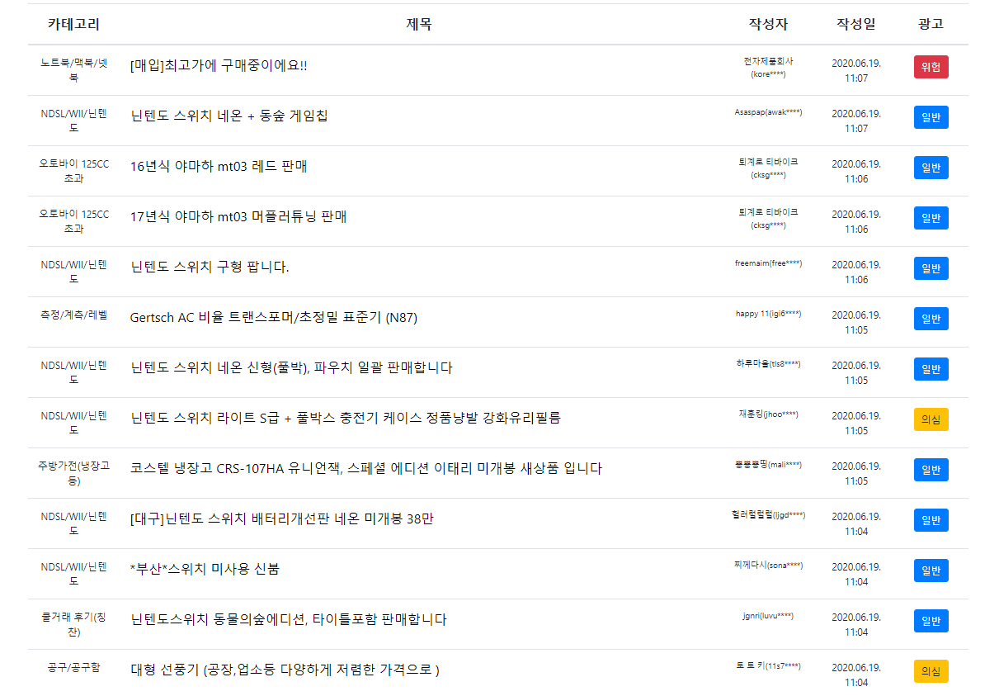 카테고리 제목 작성자 작성일 광고
노트북/맥북/넷북 [매입]최고가에 구매중이에요!! 전자제품회사(kore****) 2020.06.19. 11:07 위험
NDSL/WII/닌텐도 닌텐도 스위치 네온 + 동숲 게임칩 Asaspap(awak****) 2020.06.19. 11:07 일반
오토바이 125CC 초과 16년식 야마하 mt03 레드 판매 퇴계로 티바이크(cksg****) 2020.06.19. 11:06 일반
오토바이 125CC 초과 17년식 야마하 mt03 머플러튜닝 판매 퇴계로 티바이크(cksg****) 2020.06.19. 11:06 일반
NDSL/WII/닌텐도 닌텐도 스위치 구형 팝니다. freemaim(free****) 2020.06.19. 11:06 일반
측정/계측/레벨 Gertsch AC 비율 트랜스포머/초정밀 표준기 (N87) happy 11(igi6****) 2020.06.19. 11:05 일반
NDSL/WII/닌텐도 닌텐도 스위치 네온 신형(풀박), 파우치 일괄 판매합니다 하루마을(tls8****) 2020.06.19. 11:05 일반
NDSL/WII/닌텐도 닌텐도 스위치 라이트 S급 + 풀박스 충전기 케이스 정품냥발 강화유리필름 재훈킹(jhoo****) 2020.06.19. 11:05 의심
주방가전(냉장고등) 코스텔 냉장고 CRS-107HA 유니언잭, 스페셜 에디션 이태리 미개봉 새상품 입니다 뿅뿅뿅띵(mali****) 2020.06.19. 11:05 일반
NDSL/WII/닌텐도 [대구]닌텐도 스위치 배터리개선판 네온 미개봉 38만 헐러럴럴럴(ljgd****) 2020.06.19. 11:04 일반
NDSL/WII/닌텐도 *부산*스위치 미사용 신붐 찌께다시(sona****) 2020.06.19. 11:04 일반
쿨거래 후기(칭찬) 닌텐도스위치 동물의숲에디션, 타이틀포함 판매합니다 jgnri(luvu****) 2020.06.19. 11:04 일반
공구/공구함 대형 선풍기 (공장,업소등 다양하게 저렴한 가격으로 ) 토 토 키(11s7****) 2020.06.19. 11:04 의심